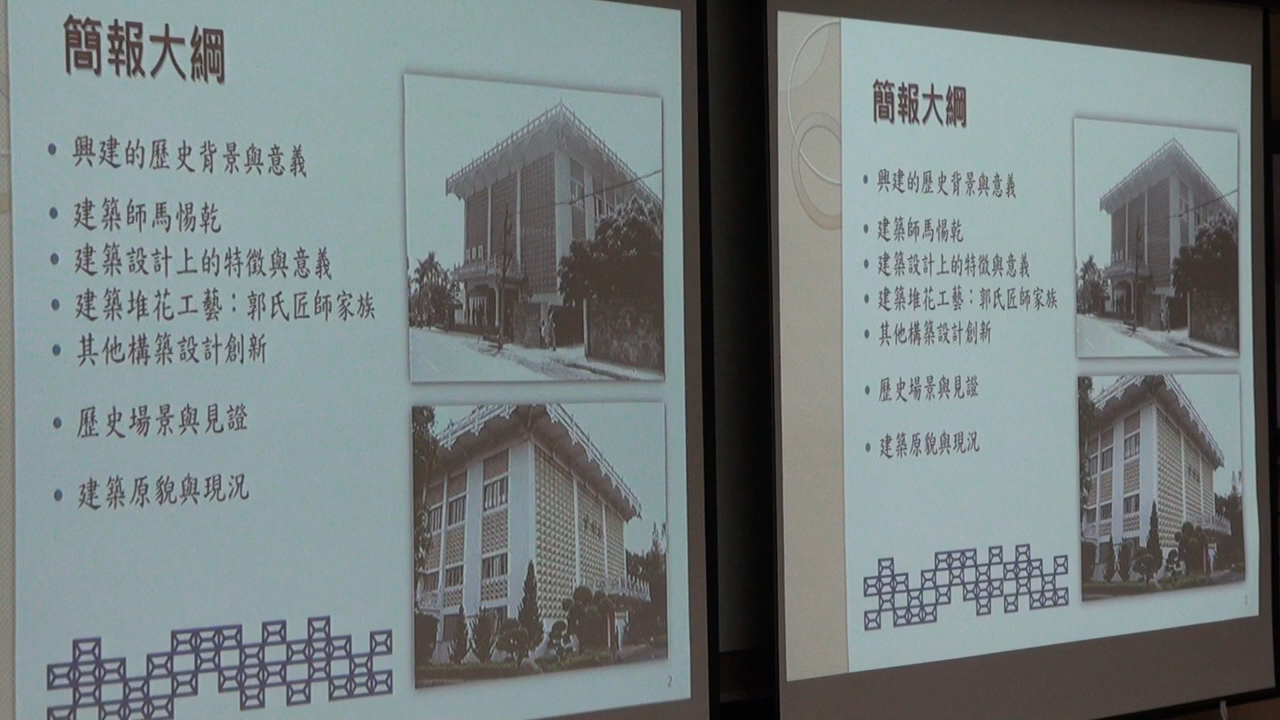 簡報大綱
興建的歷史背景與意義
建築師馬惕乾
建築設計上的特徵與意義
建築堆花工藝：郭氏匠師家族
其他構築設計創新
歷史場景與見證
建築原貌與現況
2
簡報大綱
興建的歷史背景與意義
建築師馬惕乾
建築設計上的特徵與意義
建築堆花工藝：郭氏匠師家族
其他構築設計創新
歷史場景與見證
建築原貌與現況